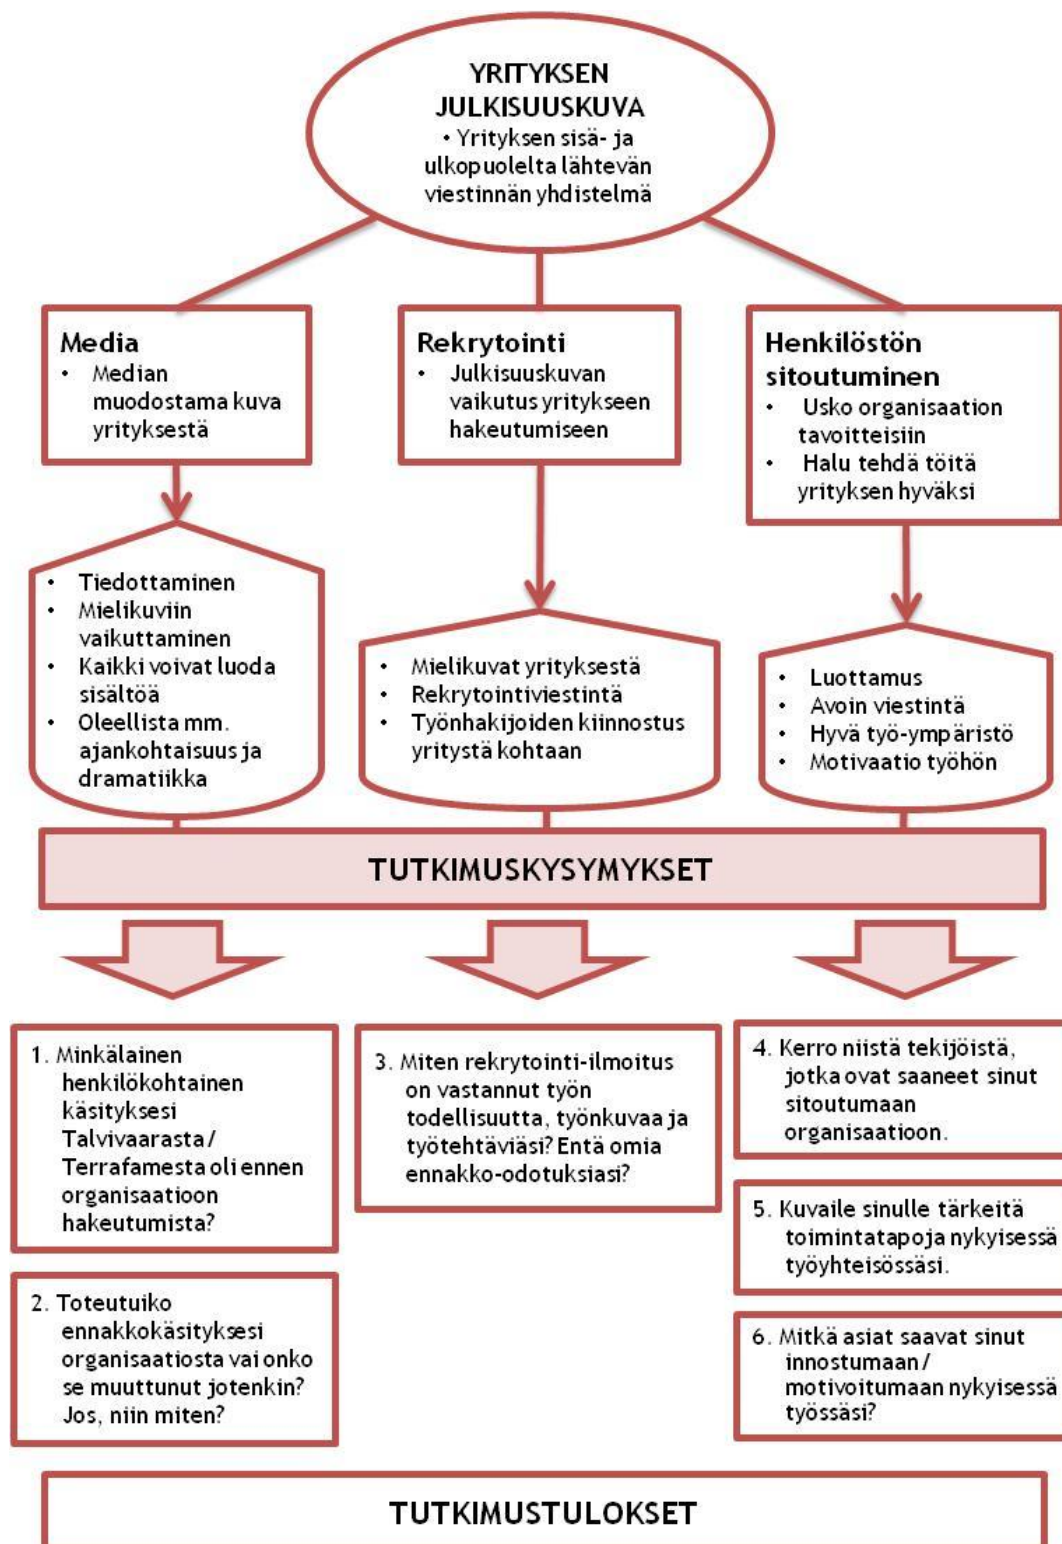 YRITYKSEN
JULKISUUSKUVA
• Yrityksen sisä- ja
ulkopuolelta lähtevän
viestinnän yhdistelmä
Media
• Median
muodostama kuva
yrityksestä
Rekrytointi
• Julkisuuskuvan
vaikutus yritykseen
hakeutumiseen
Henkilöstön
sitoutuminen
• Usko organisaation
tavoitteisiin
• Halu tehdä töitä
yrityksen hyväksi
• Tiedottaminen
• Mielikuviin
vaikuttaminen
• Kaikki voivat luoda
sisältöä
• Oleellista mm.
ajankohtaisuus ja
dramatiikka
• Mielikuvat yrityksestä
• Rekrytointiviestintä
• Työnhakijoiden kiinnostus
yritystä kohtaan
• Luottamus
• Avoin viestintä
• Hyvä työ-ympäristö
• Motivaatio työhön
TUTKIMUSKYSYMYKSET
1. Minkälainen
henkilökohtainen
käsityksesi
Talvivaarasta /
Terrafamesta oli ennen
organisaatioon
hakeutumista?
2. Toteutuiko
ennakkokäsityksesi
organisaatiosta vai onko
se muuttunut jotenkin?
Jos, niin miten?
3. Miten rekrytointi-ilmoitus
on vastannut työn
todellisuutta, työnkuvaa ja
työtehtäviäsi? Entä omia
ennakko-odotuksiasi?
4. Kerro niistä tekijöistä,
jotka ovat saaneet sinut
sitoutumaan
organisaatioon.
5. Kuvaile sinulle tärkeitä
toimintatapoja nykyisessä
työyhteisössäsi.
6. Mitkä asiat saavat sinut
innostumaan /
motivoitumaan nykyisessä
työssäsi?
TUTKIMUSTULOKSET